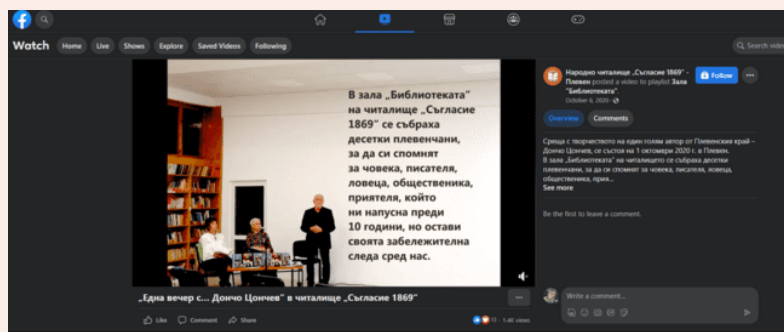 Watch
Home
Live
Shows
Explore
Saved Videos
Following
Search video
В зала „Библиотеката“
на читалище „Съгласие
1869“ се събраха
десетки плевенчани,
за да си спомнят
за човека, писателя,
ловеца, общественика,
приятеля, който
ни напусна преди
10 години, но остави
своята забележителна
следа сред нас.
„Една вечер с... Дончо Цончев“ в читалище „Съгласие 1869“
Like
Comment
Share
13 · 1.4K views
Народно читалище „Съгласие 1869“ -
Плевен posted a video to playlist Зала
"Библиотеката".
October 6, 2020 ·
Follow
Overview
Comments
Среща с творчеството на един голям автор от Плевенския край –
Дончо Цончев, се състоя на 1 октомври 2020 г. в Плевен.
В зала „Библиотеката“ на читалището се събраха десетки
плевенчани, за да си спомнят за човека, писателя, ловеца,
общественика, прия...
See more
Be the first to leave a comment.
Write a comment...